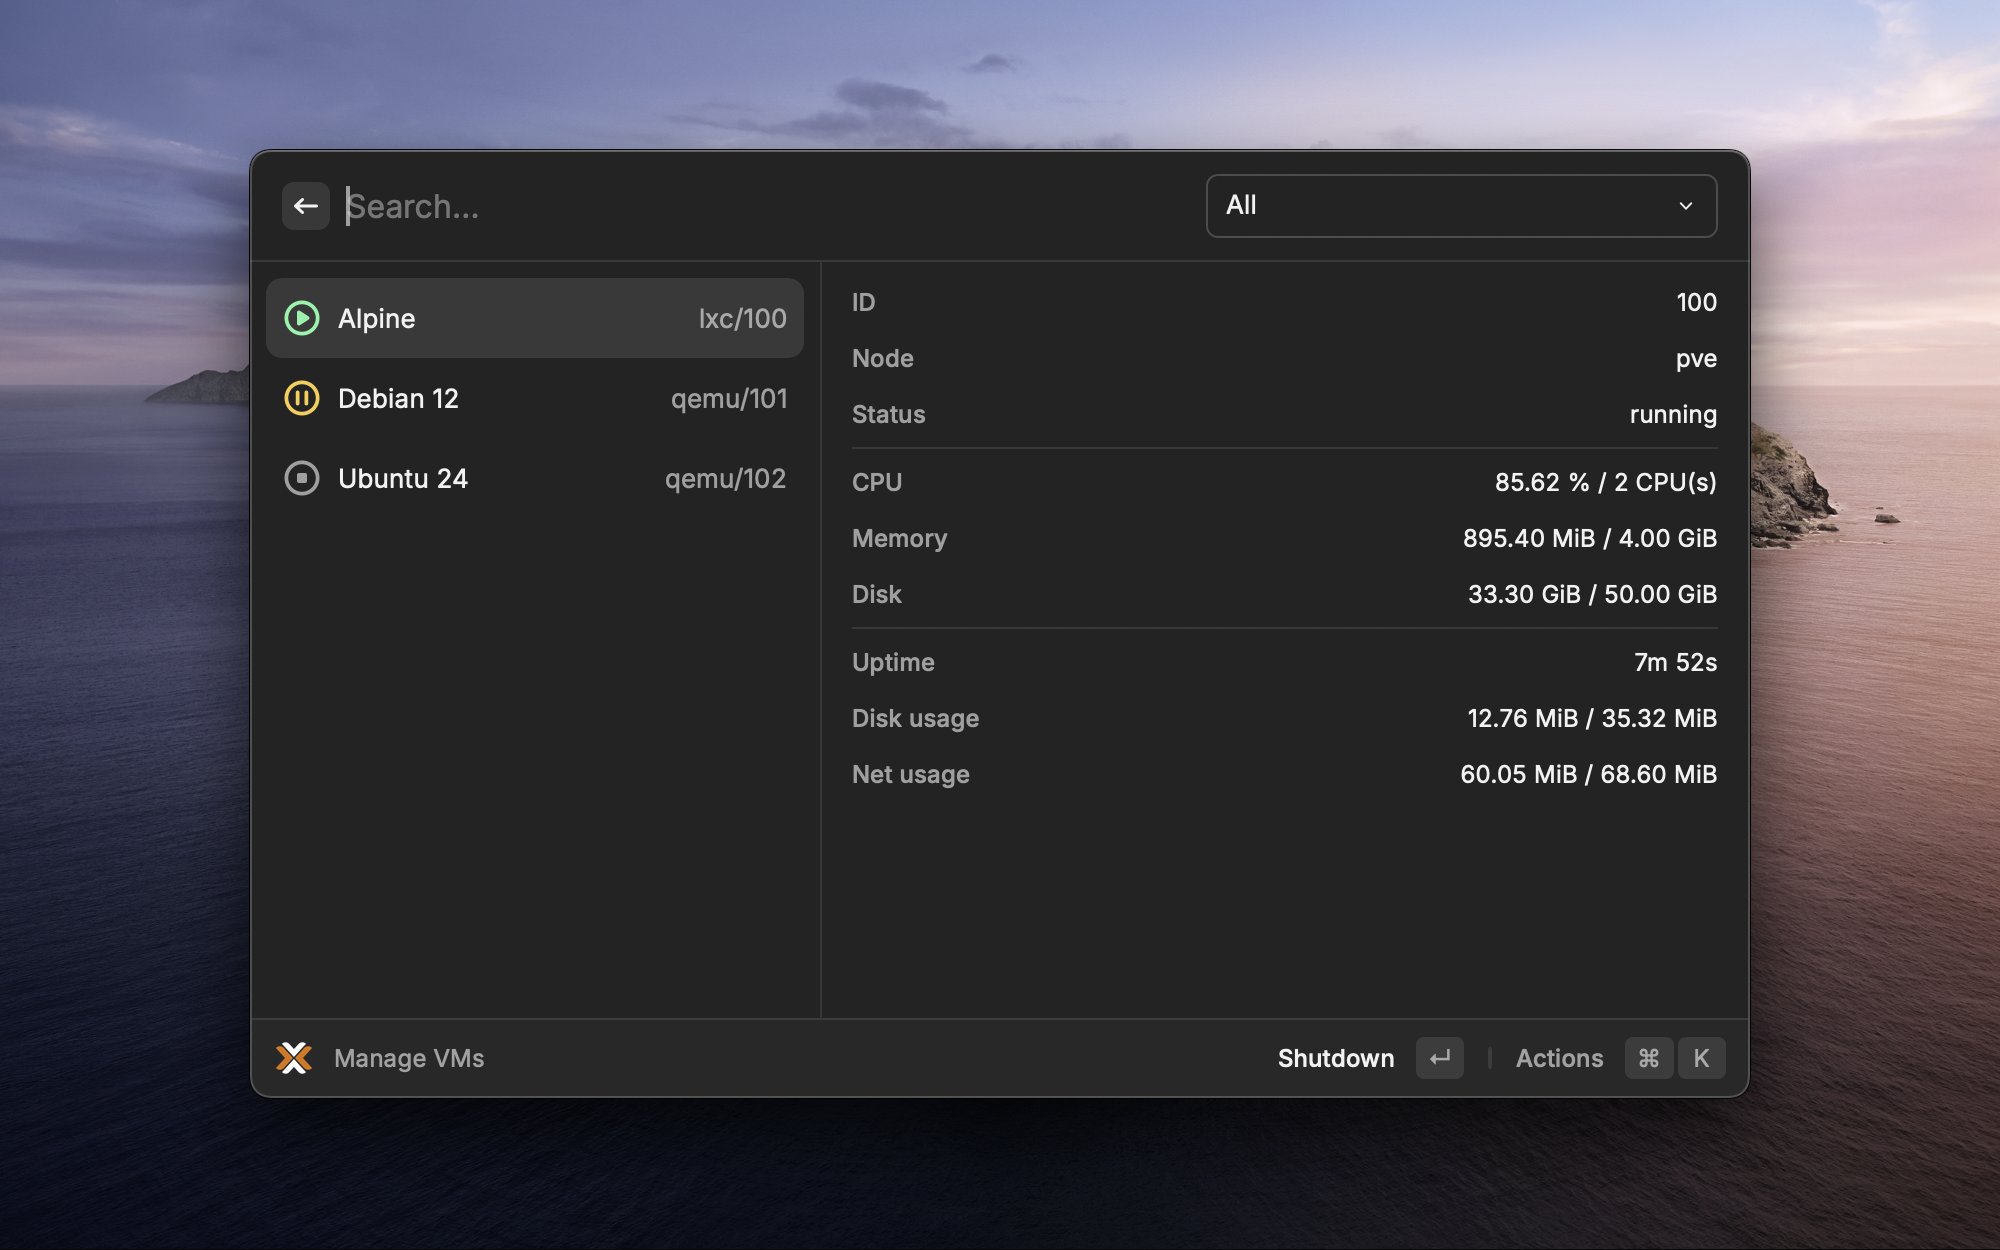 Search...
All
Alpine lxc/100
Debian 12 qemu/101
Ubuntu 24 qemu/102
ID 100
Node pve
Status running
CPU 85.62 % / 2 CPU(s)
Memory 895.40 MiB / 4.00 GiB
Disk 33.30 GiB / 50.00 GiB
Uptime 7m 52s
Disk usage 12.76 MiB / 35.32 MiB
Net usage 60.05 MiB / 68.60 MiB
Manage VMs
Shutdown ↵ Actions ⌘ K